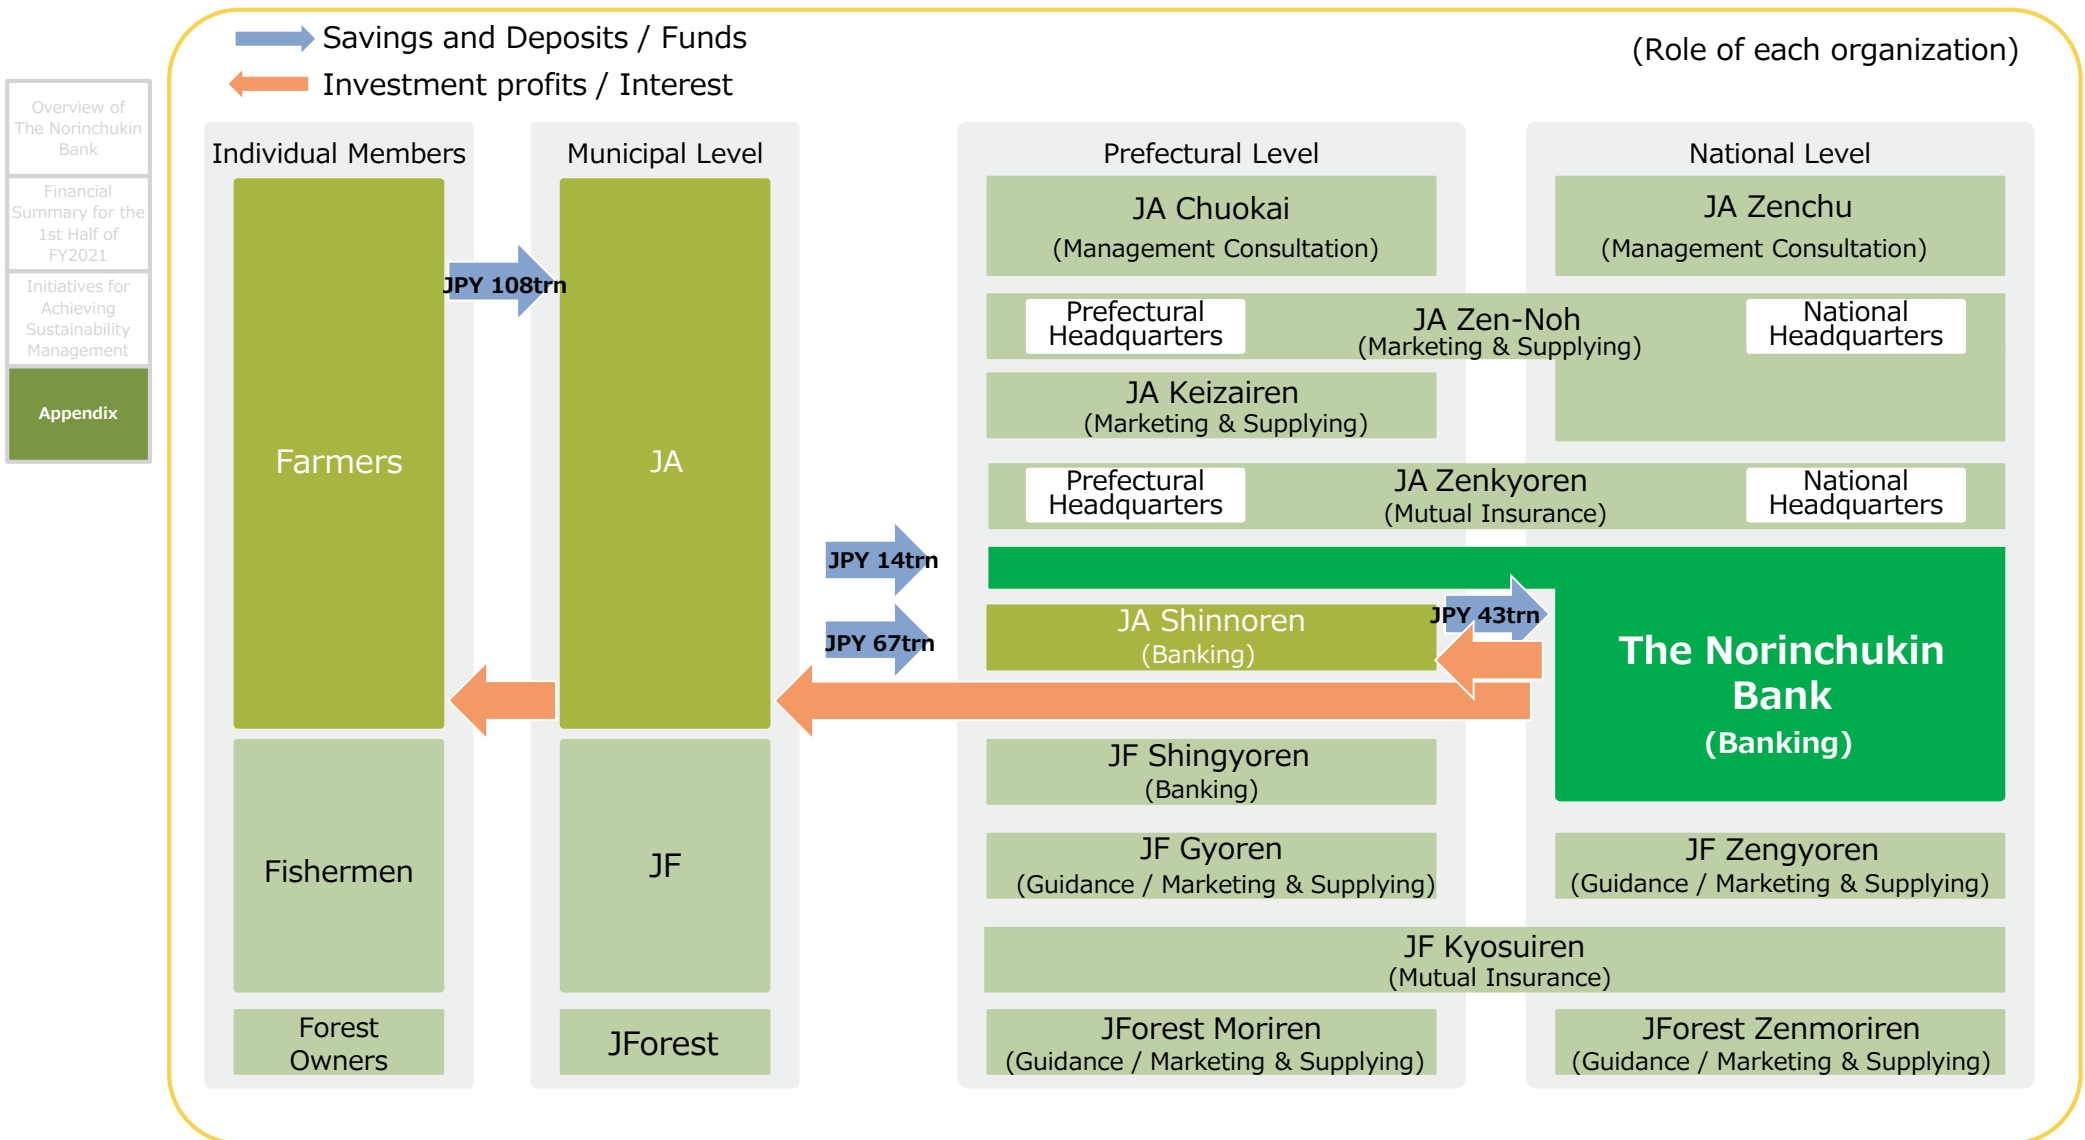 Savings and Deposits / Funds
Investment profits / Interest
(Role of each organization)
Overview of
The Norinchukin
Bank
Financial
Summary for the
1st Half of
FY2021
Initiatives for
Achieving
Sustainability
Management
Appendix
Individual Members
Farmers
Fishermen
Forest
Owners
JPY 108trn
Municipal Level
JA
JF
JForest
JPY 14trn
JPY 67trn
Prefectural Level
JA Chuokai
(Management Consultation)
Prefectural
Headquarters
JA Zen-Noh
(Marketing & Supplying)
National
Headquarters
JA Keizairen
(Marketing & Supplying)
Prefectural
Headquarters
JA Zenkyoren
(Mutual Insurance)
National
Headquarters
JA Shinnoren
(Banking)
JPY 43trn
JF Shingyoren
(Banking)
JF Gyoren
(Guidance / Marketing & Supplying)
JF Kyosuiren
(Mutual Insurance)
JForest Moriren
(Guidance / Marketing & Supplying)
National Level
JA Zenchu
(Management Consultation)
The Norinchukin
Bank
(Banking)
JF Zengyoren
(Guidance / Marketing & Supplying)
JForest Zenmoriren
(Guidance / Marketing & Supplying)